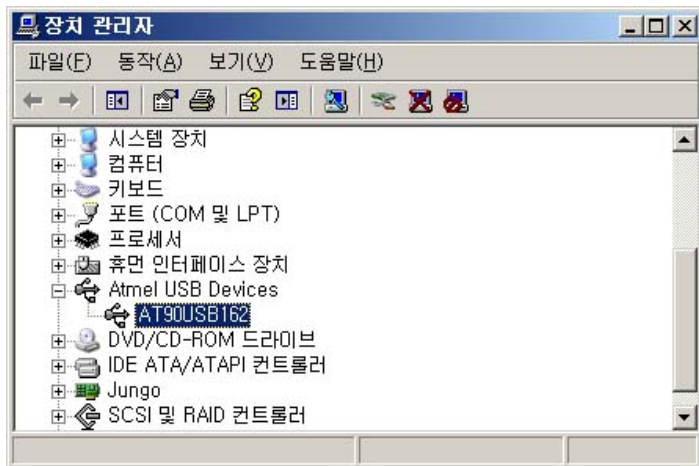 장치 관리자
파일(F) 동작(A) 보기(V) 도움말(H)
시스템 장치
컴퓨터
키보드
포트 (COM 및 LPT)
프로세서
휴먼 인터페이스 장치
Atmel USB Devices
AT90USB162
DVD/CD-ROM 드라이브
IDE ATA/ATAPI 컨트롤러
Jungo
SCSI 및 RAID 컨트롤러